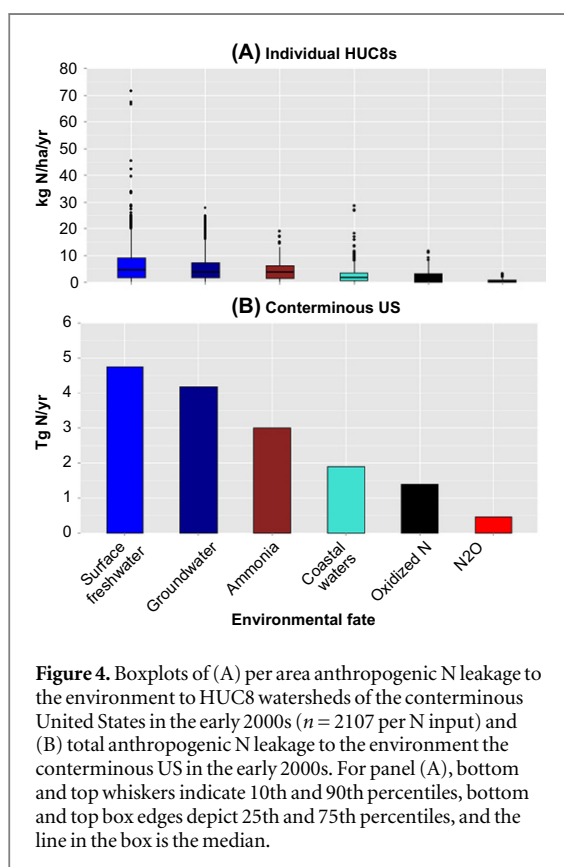 (A) Individual HUC8s
80
70
60
50
40
30
20
10
0
kg N/ha/yr
(B) Conterminous US
6
5
4
3
2
1
0
Tg N/yr
Surface
freshwater
Groundwater
Ammonia
Coastal
waters
Oxidized N
N2O
Environmental fate
Figure 4. Boxplots of (A) per area anthropogenic N leakage to
the environment to HUC8 watersheds of the conterminous
United States in the early 2000s (n = 2107 per N input) and
(B) total anthropogenic N leakage to the environment the
conterminous US in the early 2000s. For panel (A), bottom
and top whiskers indicate 10th and 90th percentiles, bottom
and top box edges depict 25th and 75th percentiles, and the
line in the box is the median.